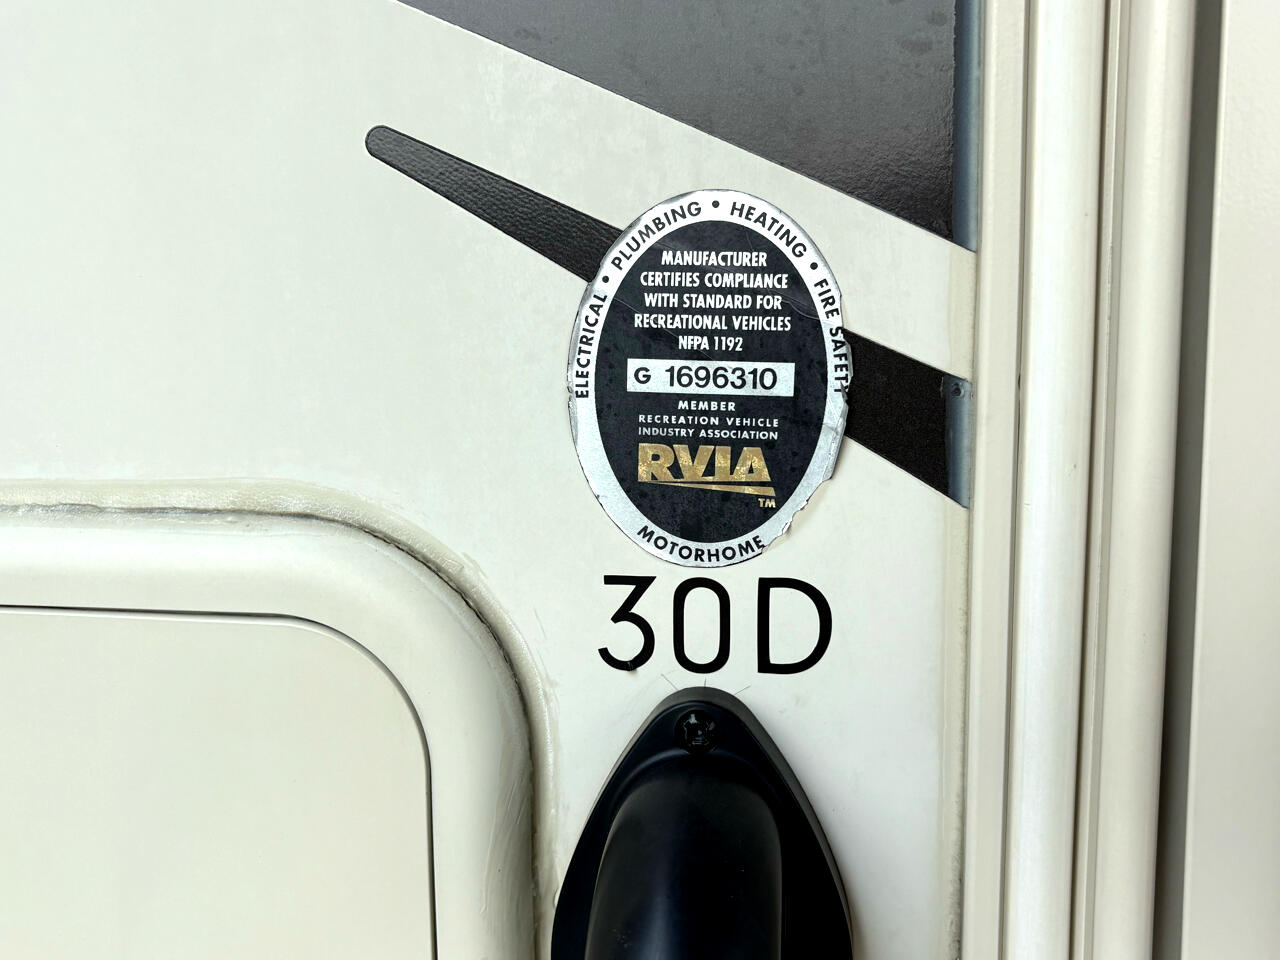 ELECTRICAL • PLUMBING • HEATING • FIRE SAFETY
MANUFACTURER
CERTIFIES COMPLIANCE
WITH STANDARD FOR
RECREATIONAL VEHICLES
NFPA 1192
G 1696310
MEMBER
RECREATION VEHICLE
INDUSTRY ASSOCIATION
RVIA
TM
MOTORHOME
30D